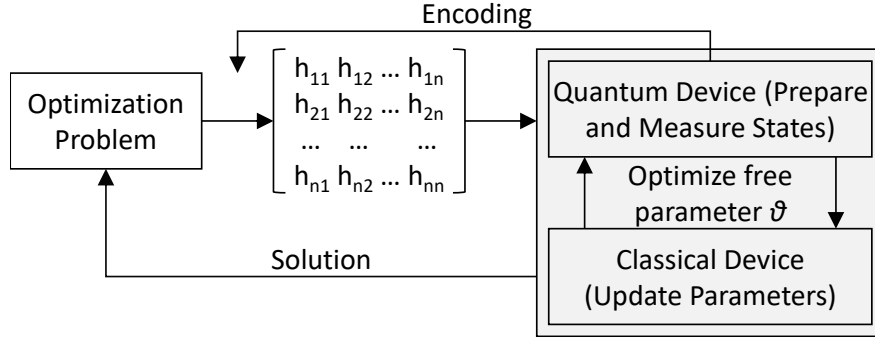 Encoding
Optimization
Problem
h11 h12 ... h1n
h21 h22 ... h2n
... ... ...
hn1 hn2 ... hnn
Quantum Device (Prepare
and Measure States)
Optimize free
parameter ϑ
Classical Device
(Update Parameters)
Solution